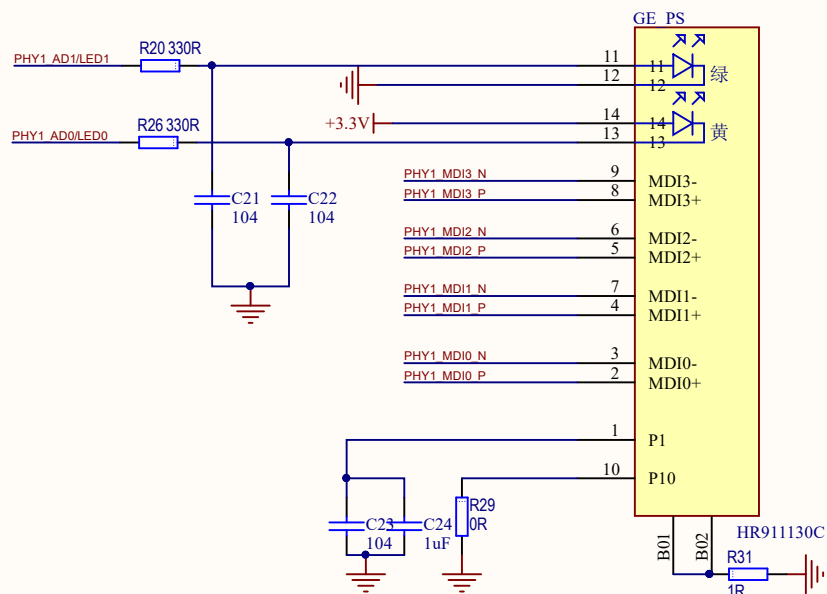 GE PS
R20 330R
PHY1_AD1/LED1
11
11
12
12
绿
R26 330R
PHY1_AD0/LED0
+3.3V
14
14
13
13
黄
PHY1_MDI3_N
9
MDI3-
PHY1_MDI3_P
8
MDI3+
C21
104
C22
104
PHY1_MDI2_N
6
MDI2-
PHY1_MDI2_P
5
MDI2+
PHY1_MDI1_N
7
MDI1-
PHY1_MDI1_P
4
MDI1+
PHY1_MDI0_N
3
MDI0-
PHY1_MDI0_P
2
MDI0+
1
P1
10
P10
C23
104
C24
1uF
R29
0R
B01
B02
HR911130C
R31
1R